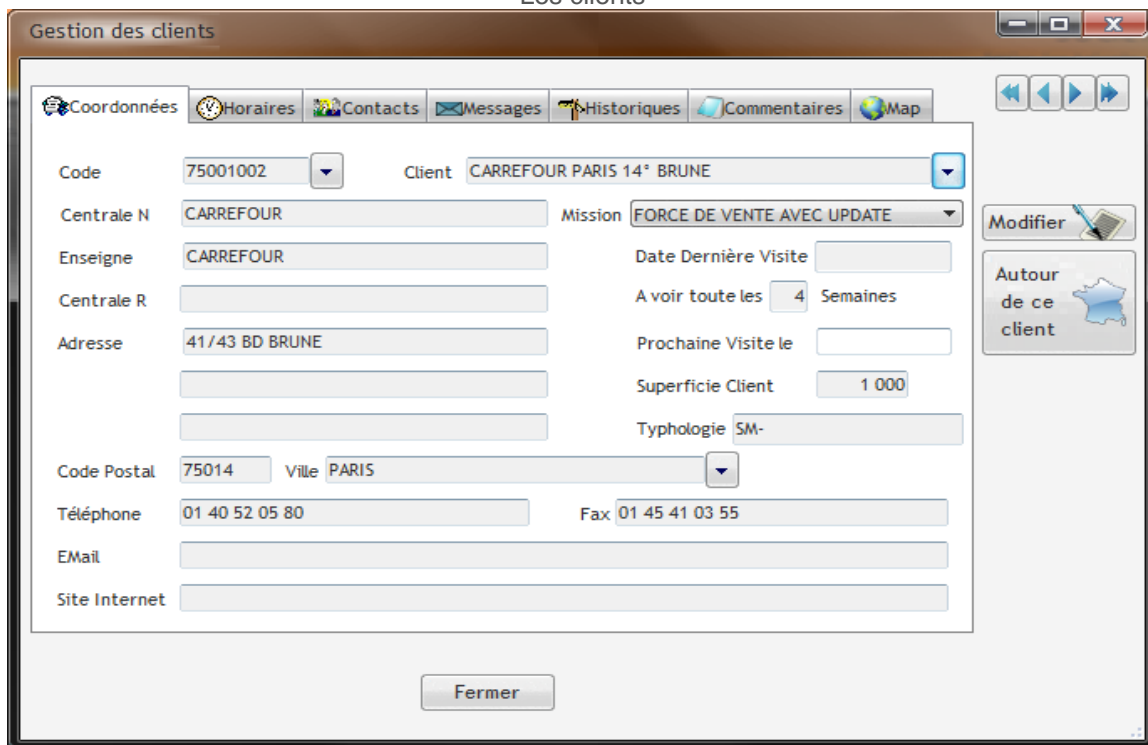 Les clients
Gestion des clients
Coordonnées Horaires Contacts Messages Historiques Commentaires Map
Code 75001002 Client CARREFOUR PARIS 14° BRUNE
Centrale N CARREFOUR Mission FORCE DE VENTE AVEC UPDATE
Modifier
Enseigne CARREFOUR Date Dernière Visite
Centrale R A voir toute les 4 Semaines
Autour
de ce
client
Adresse 41/43 BD BRUNE Prochaine Visite le
Superficie Client 1 000
Typhologie SM-
Code Postal 75014 Ville PARIS
Téléphone 01 40 52 05 80 Fax 01 45 41 03 55
EMail
Site Internet
Fermer